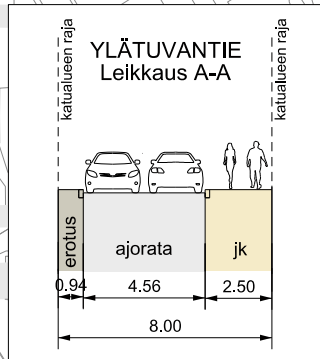 YLÄTUVANTIE
Leikkaus A-A
katualueen raja
katualueen raja
erotus
ajorata
jk
0.94
4.56
2.50
8.00